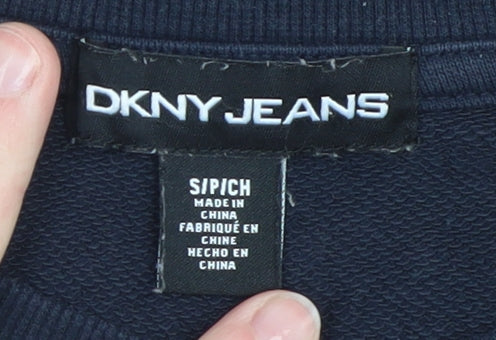 DKNY JEANS
S/P/CH
MADE IN
CHINA
FABRIQUÉ EN
CHINE
HECHO EN
CHINA